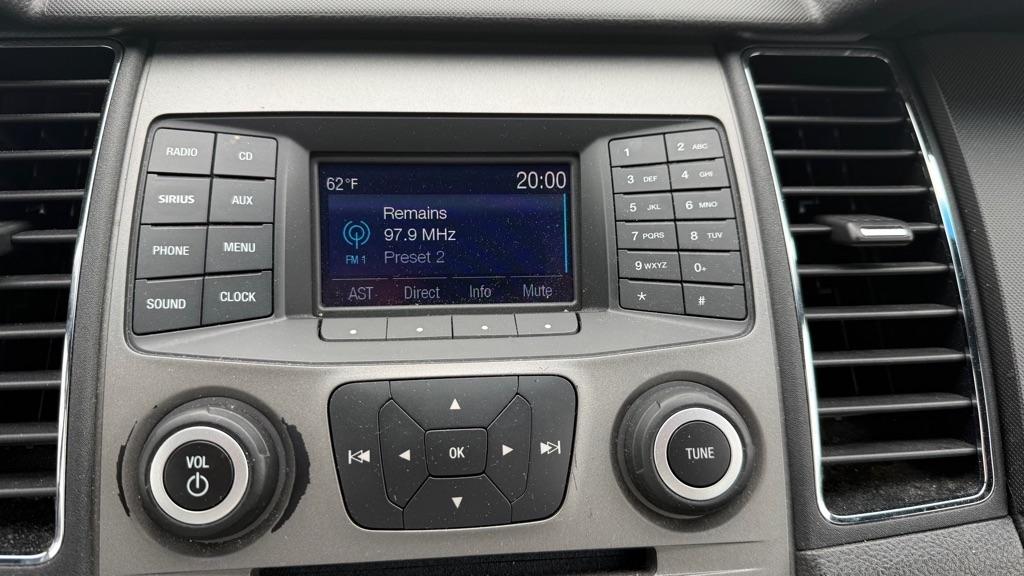 RADIO CD
SIRIUS AUX
PHONE MENU
SOUND CLOCK
62°F 20:00
Remains
97.9 MHz
FM 1 Preset 2
AST Direct Info Mute
1 2 ABC
3 DEF 4 GHI
5 JKL 6 MNO
7 PQRS 8 TUV
9 WXYZ 0+
* #
VOL
OK
TUNE